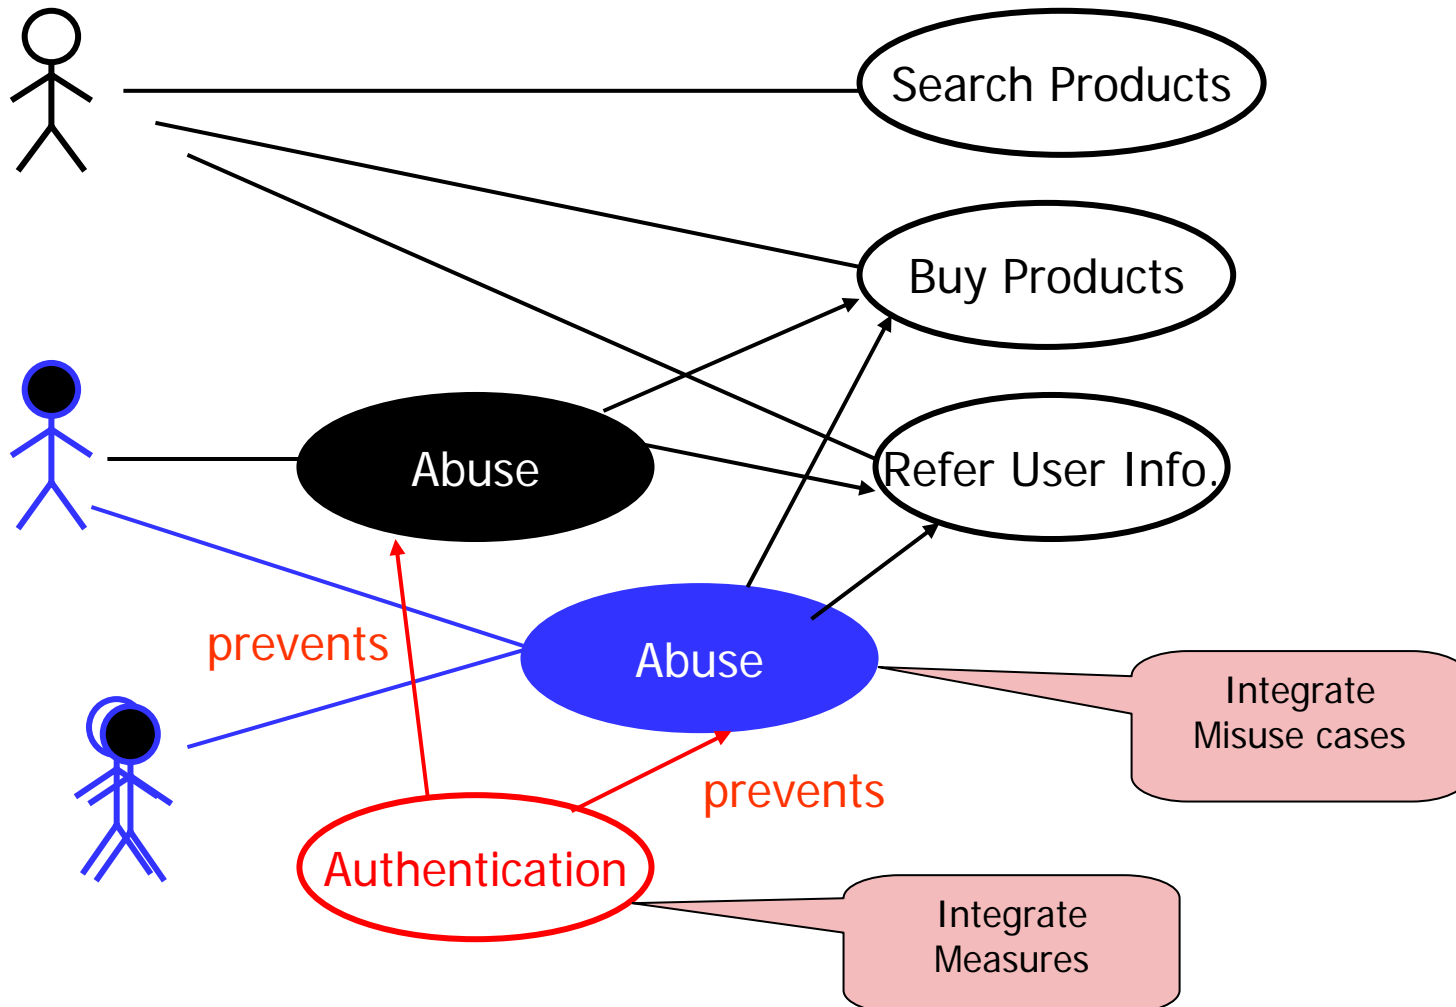 Search Products
Buy Products
Abuse
Refer User Info.
prevents
Abuse
Integrate
Misuse cases
prevents
Authentication
Integrate
Measures